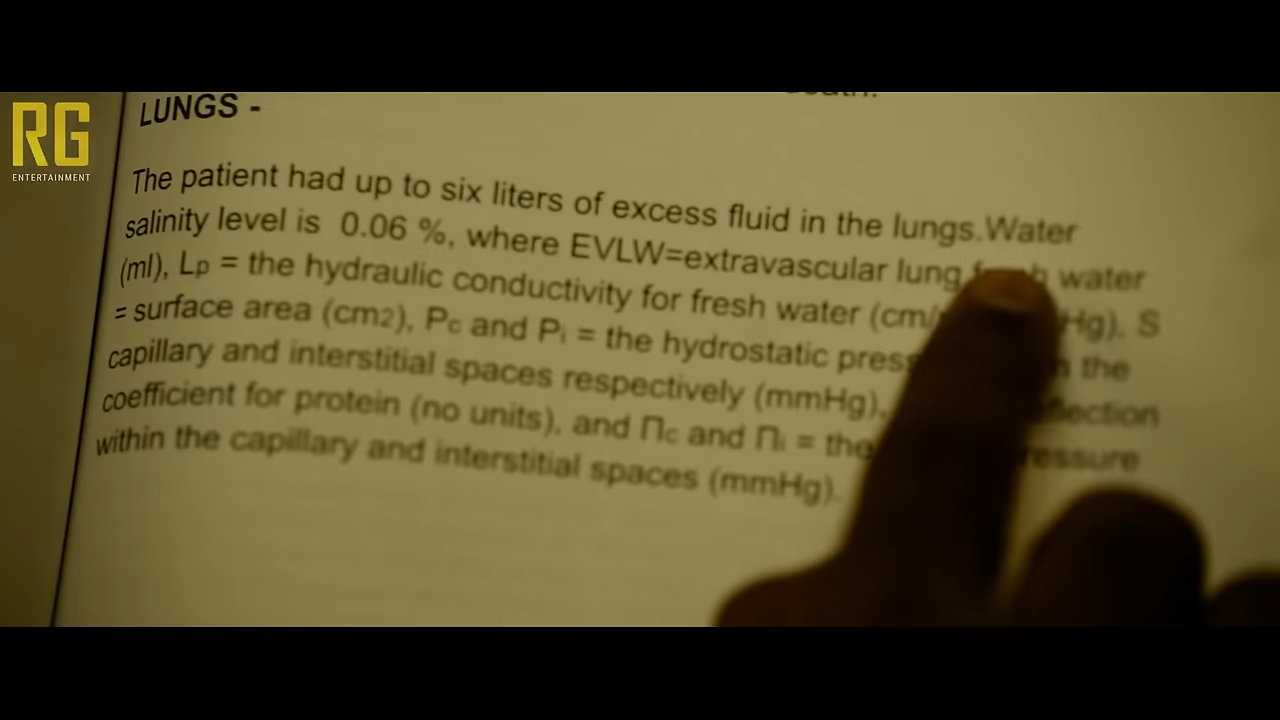 RG
ENTERTAINMENT
LUNGS -
The patient had up to six liters of excess fluid in the lungs.Water
salinity level is 0.06 %, where EVLW=extravascular lung water
(ml), Lp = the hydraulic conductivity for fresh water (cm/ Hg), S
= surface area (cm2), Pc and Pi = the hydrostatic the
capillary and interstitial spaces respectively (mmHg),
coefficient for protein (no units), and Πc and Πi = the
within the capillary and interstitial spaces (mmHg).